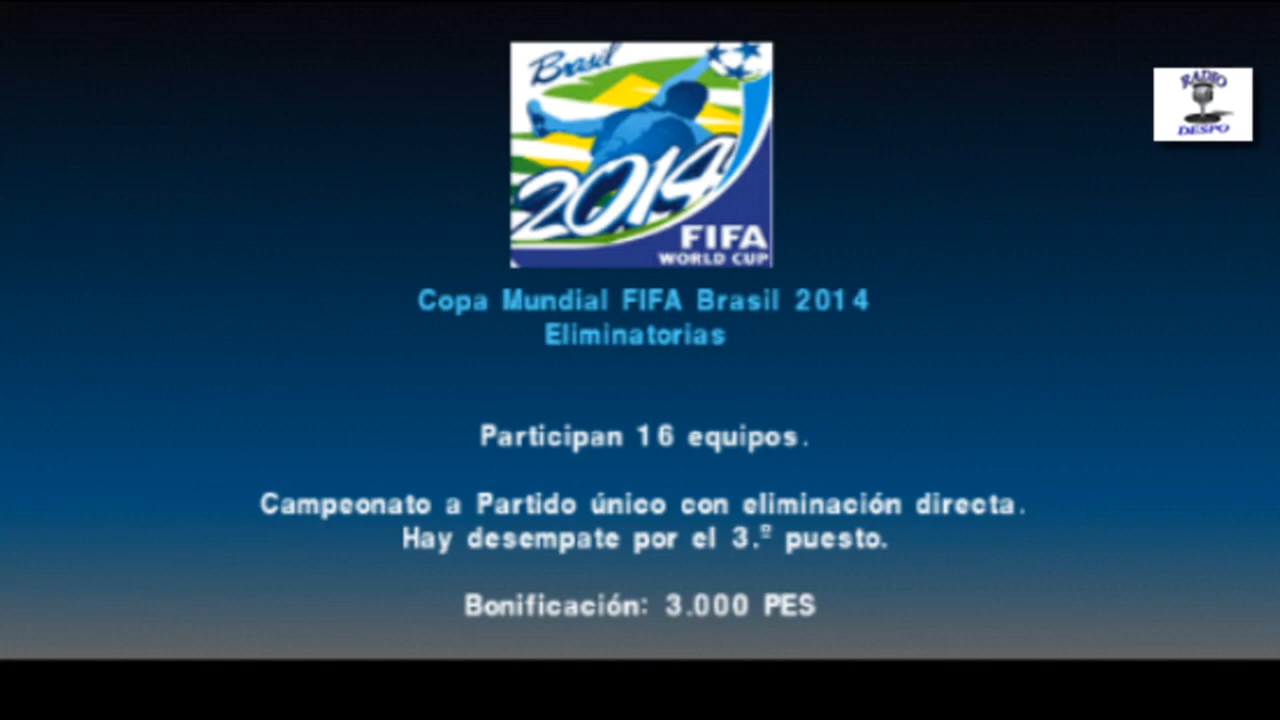 Brasil
2014
FIFA
WORLD CUP
RADIO
DESPO
Copa Mundial FIFA Brasil 2014
Eliminatorias
Participan 16 equipos.
Campeonato a Partido único con eliminación directa.
Hay desempate por el 3.º puesto.
Bonificación: 3.000 PES